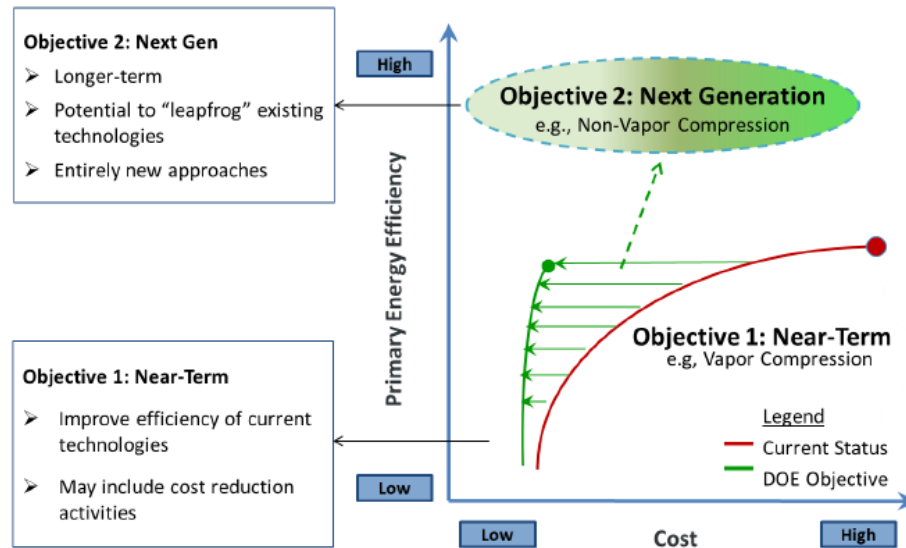 Objective 2: Next Gen
➤ Longer-term
➤ Potential to “leapfrog” existing
technologies
➤ Entirely new approaches
Objective 1: Near-Term
➤ Improve efficiency of current
technologies
➤ May include cost reduction
activities
High
Primary Energy Efficiency
Low
Objective 2: Next Generation
e.g., Non-Vapor Compression
Objective 1: Near-Term
e.g, Vapor Compression
Legend
Current Status
DOE Objective
Low
Cost
High